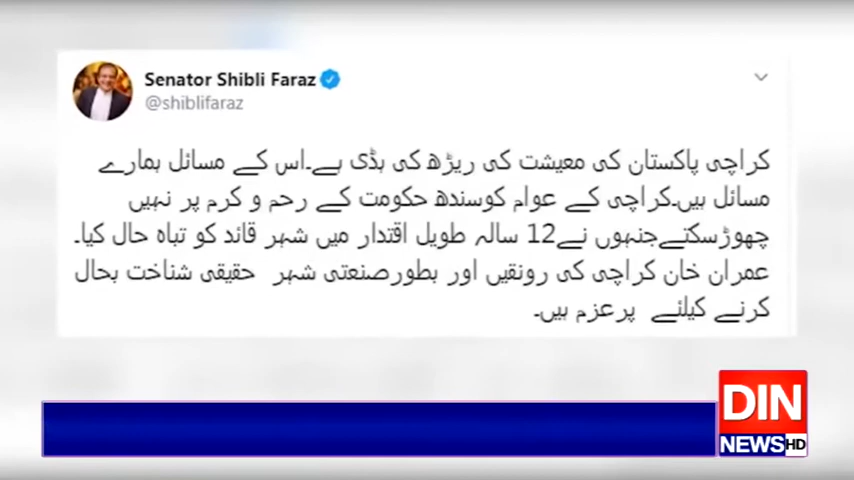 Senator Shibli Faraz
@shiblifaraz
کراچی پاکستان کی معیشت کی ریڑھ کی ہڈی ہے۔اس کے مسائل ہمارے
مسائل ہیں۔کراچی کے عوام کوسندھ حکومت کے رحم و کرم پر نہیں
چھوڑسکتےجنہوں نے12 سالہ طویل اقتدار میں شہر قائد کو تباہ حال کیا۔
عمران خان کراچی کی رونقیں اور بطورصنعتی شہر حقیقی شناخت بحال
کرنے کیلئے پرعزم ہیں۔
DIN
NEWS HD